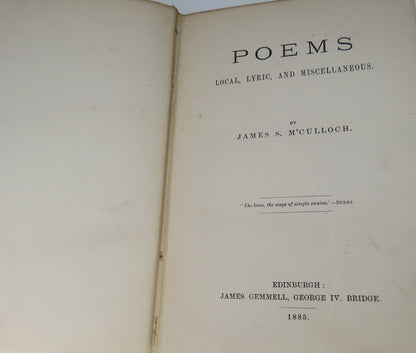 POEMS
LOCAL, LYRIC, AND MISCELLANEOUS.
BY
JAMES S. M'CULLOCH.
'The loves, the ways of simple swains.'—BURNS.
EDINBURGH:
JAMES GEMMELL, GEORGE IV. BRIDGE.
1885.